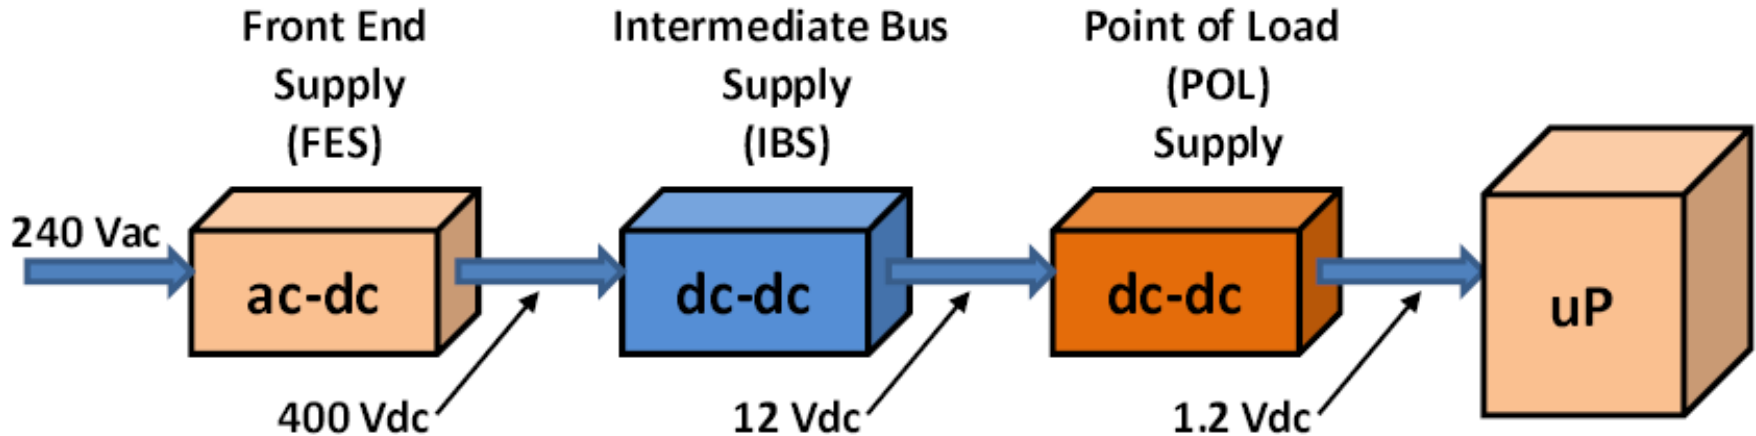 Front End
Supply
(FES)
Intermediate Bus
Supply
(IBS)
Point of Load
(POL)
Supply
240 Vac
ac-dc
dc-dc
dc-dc
uP
400 Vdc
12 Vdc
1.2 Vdc